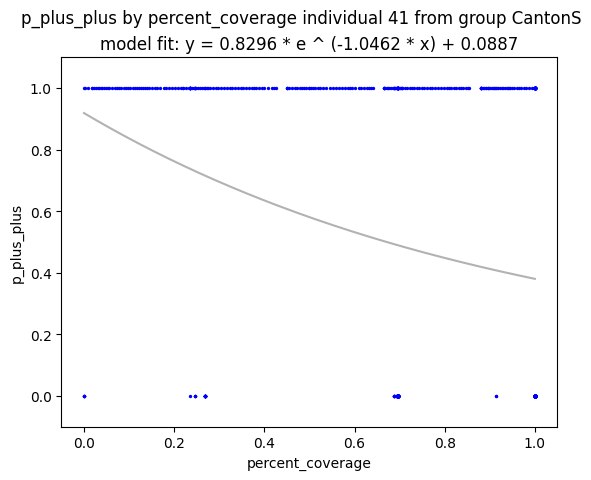 p_plus_plus by percent_coverage individual 41 from group CantonS
model fit: y = 0.8296 * e ^ (-1.0462 * x) + 0.0887
1.0
0.8
0.6
0.4
0.2
0.0
p_plus_plus
0.0 0.2 0.4 0.6 0.8 1.0
percent_coverage